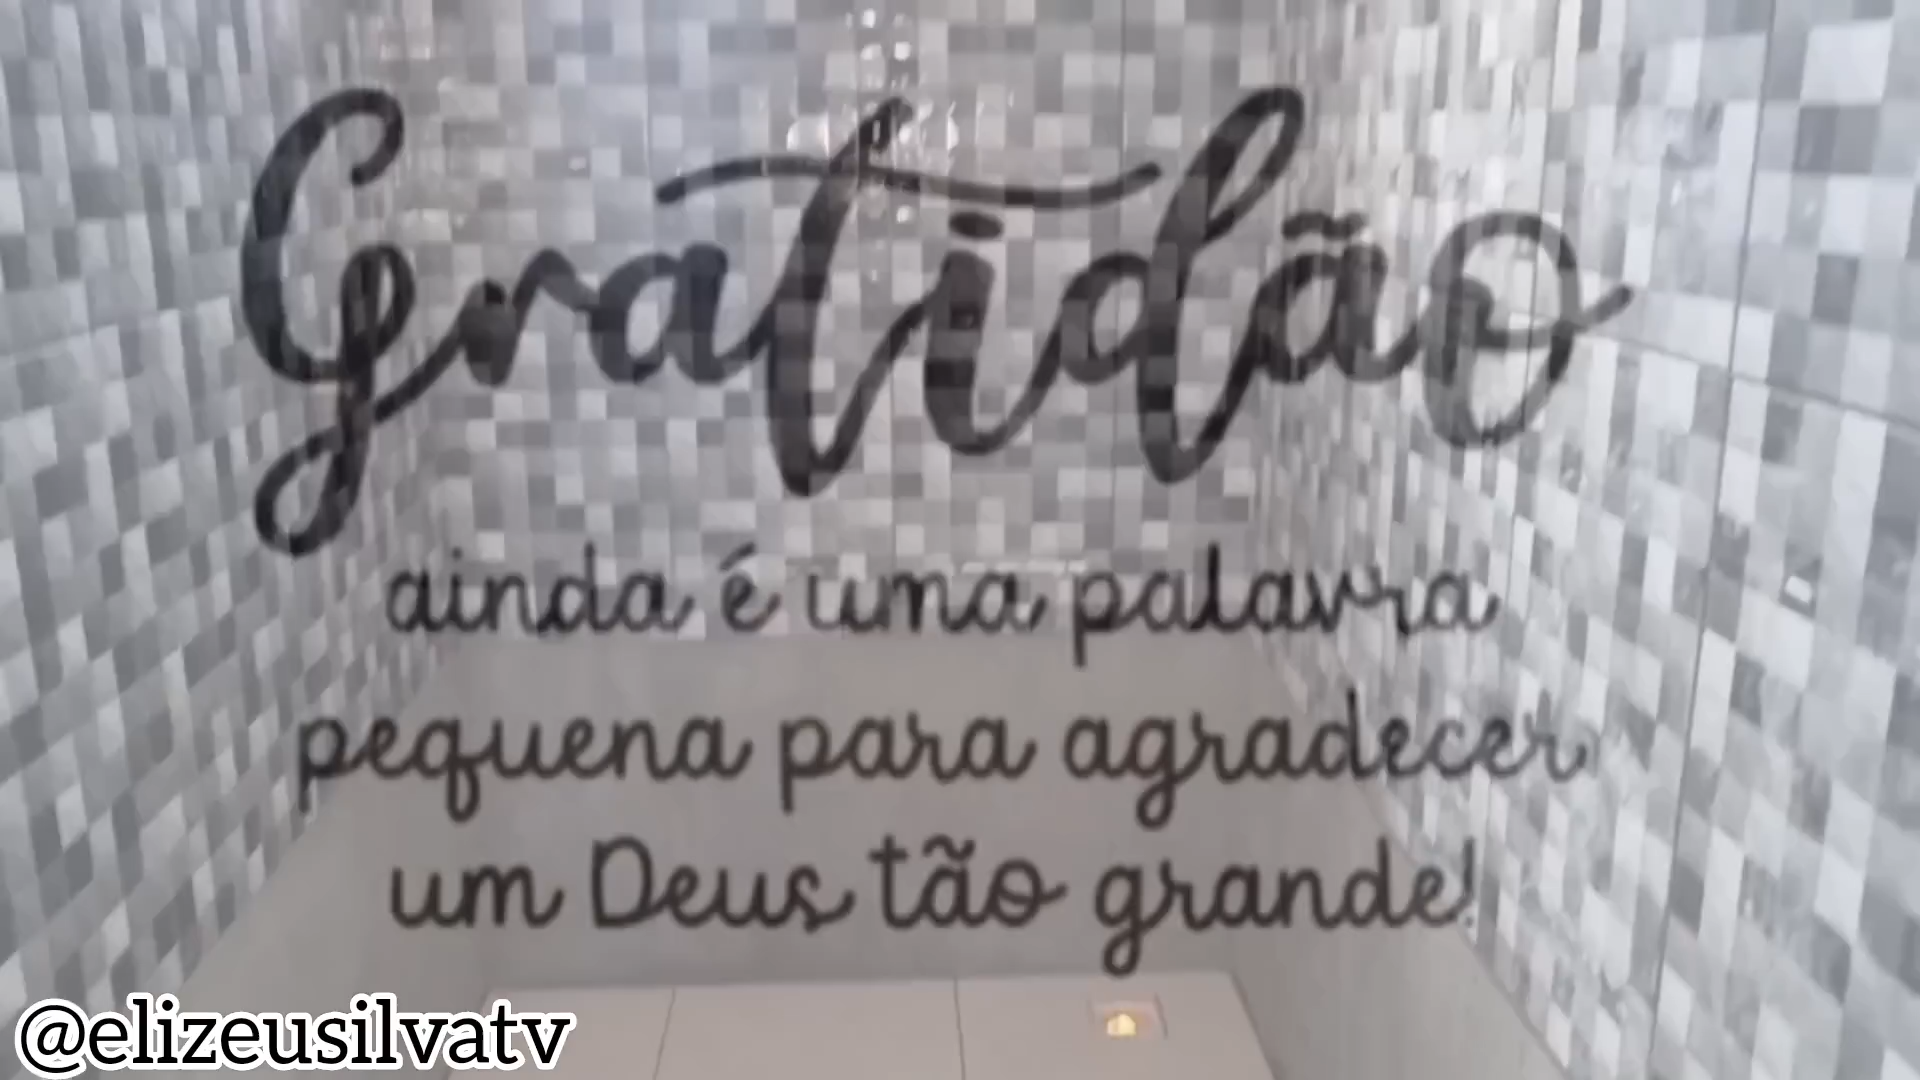 Gratidão
ainda é uma palavra
pequena para agradecer
um Deus tão grande!
@elizeusilvatv